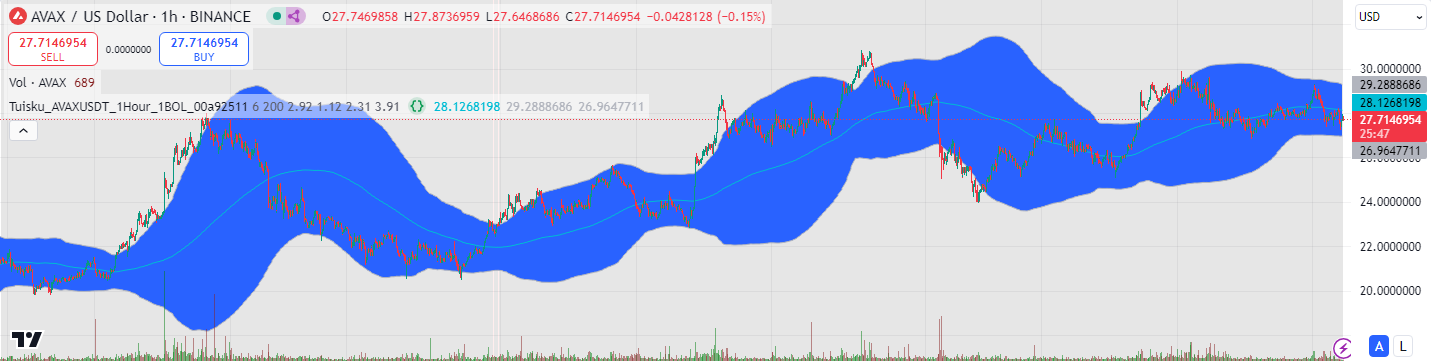 AVAX / US Dollar · 1h · BINANCE O27.7469858 H27.8736959 L27.6468686 C27.7146954 −0.0428128 (−0.15%)
USD
27.7146954 0.0000000 27.7146954
SELL BUY
Vol · AVAX 689
Tuisku_AVAXUSDT_1Hour_1BOL_00a92511 6 200 2.92 1.12 2.31 3.91 {} 28.1268198 29.2888686 26.9647711
30.0000000
29.2888686
28.1268198
27.7146954
25:47
26.9647711
24.0000000
22.0000000
20.0000000
A L